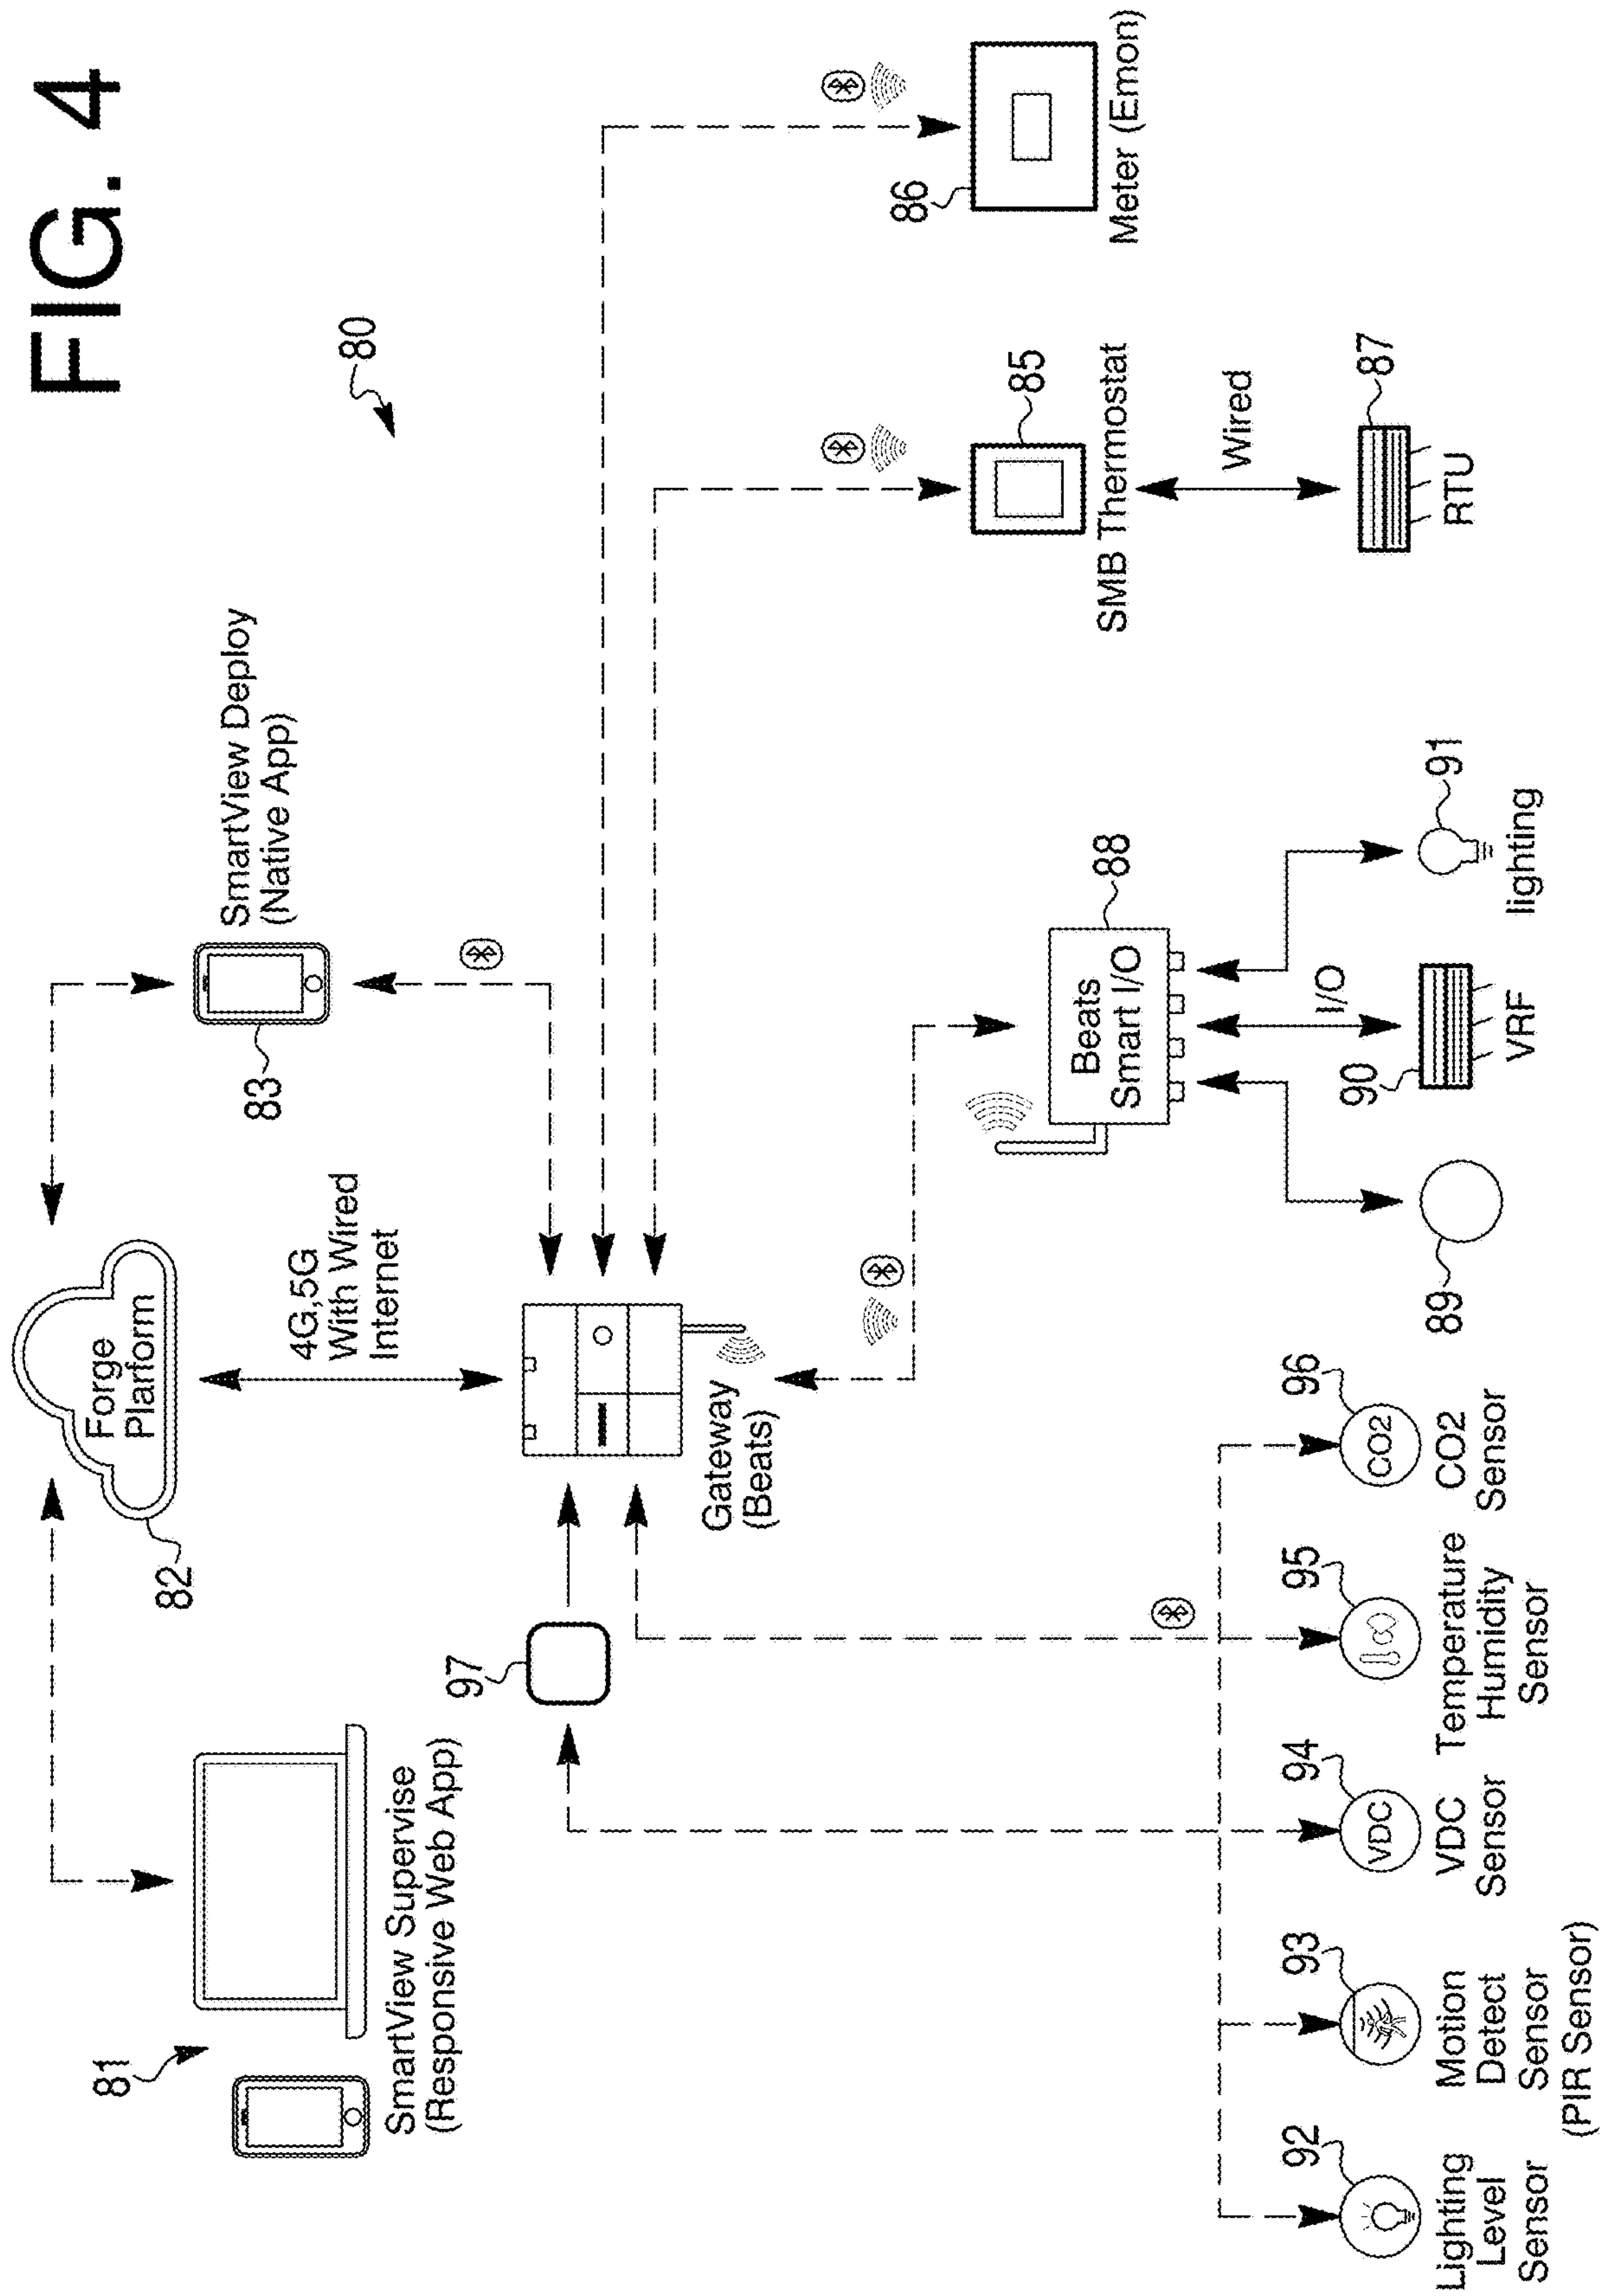 FIG. 4
80
81
SmartView Supervise
(Responsive Web App)
82
Forge
Plarform
4G,5G
With Wired
Internet
83
SmartView Deploy
(Native App)
97
Gateway
(Beats)
85
SMB Thermostat
Wired
87
RTU
86
Meter (Emon)
88
Beats
Smart I/O
I/O
89
90
VRF
91
lighting
92
Lighting
Level
Sensor
93
Motion
Detect
Sensor
(PIR Sensor)
94
VDC
VDC
Sensor
95
Temperature
Humidity
Sensor
96
CO2
CO2
Sensor